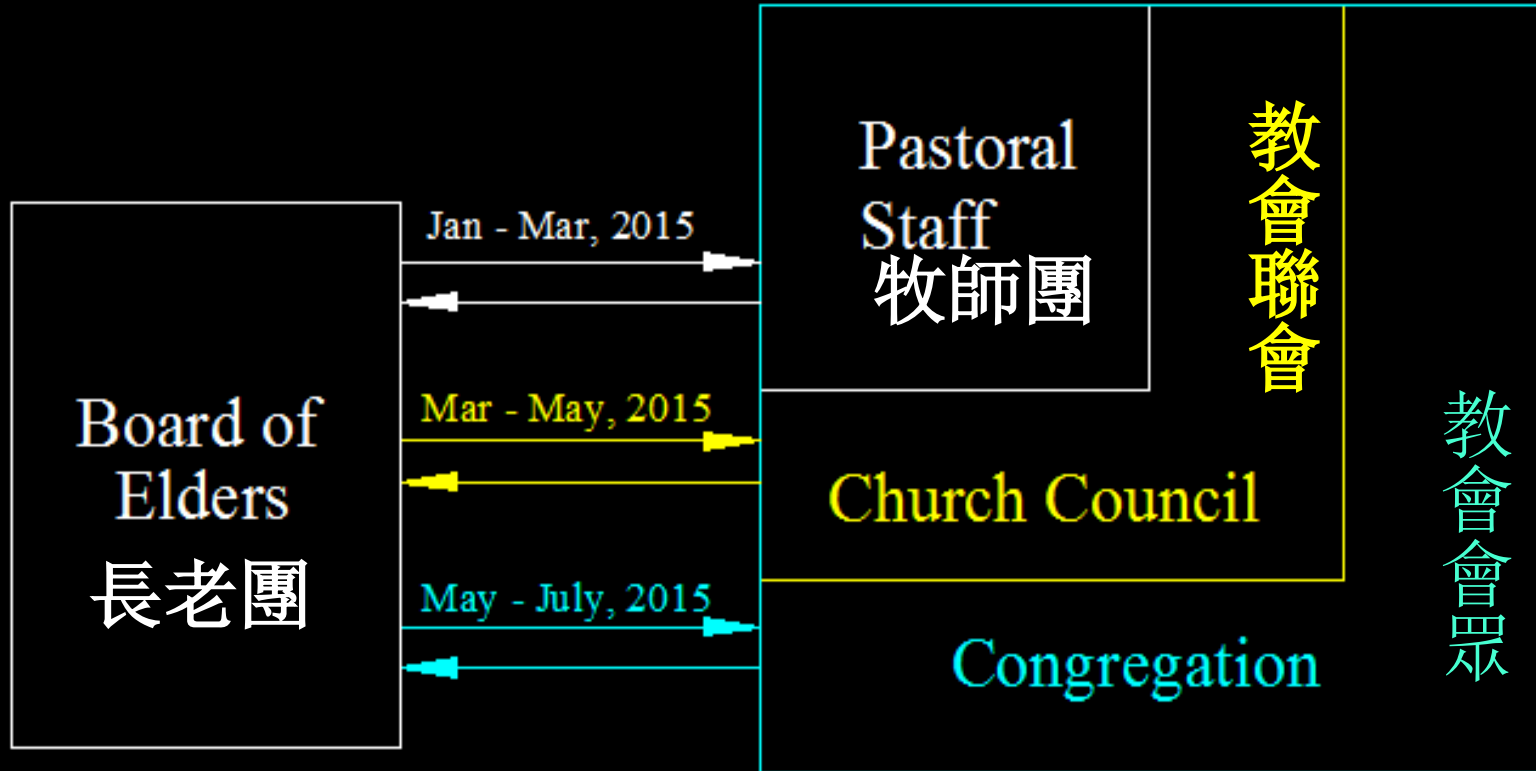 Board of
Elders
長老團
Jan - Mar, 2015
Mar - May, 2015
May - July, 2015
Pastoral
Staff
牧師團
教會聯會
Church Council
教會會眾
Congregation